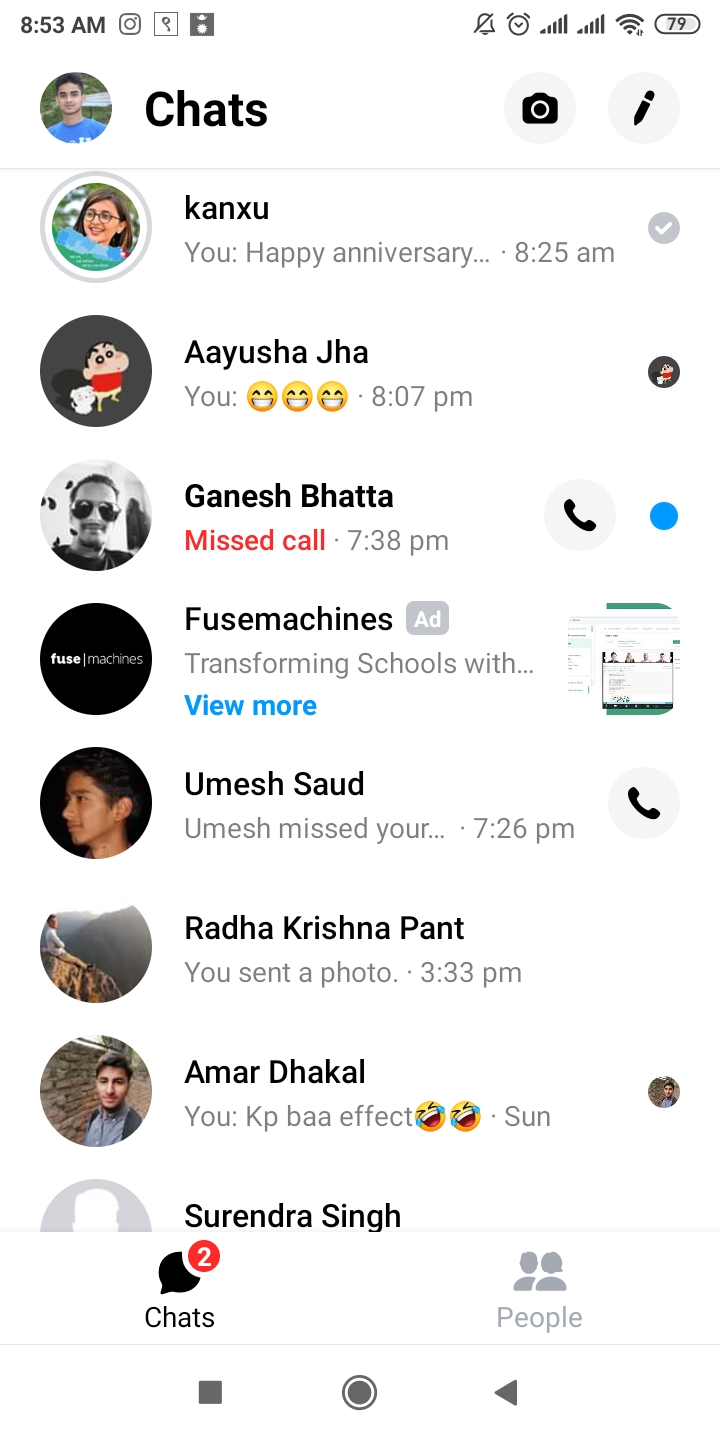 8:53 AM
79
Chats
kanxu
You: Happy anniversary... · 8:25 am
Aayusha Jha
You: 😁😁😁 · 8:07 pm
Ganesh Bhatta
Missed call · 7:38 pm
Fusemachines Ad
fuse|machines
Transforming Schools with...
View more
Umesh Saud
Umesh missed your... · 7:26 pm
Radha Krishna Pant
You sent a photo. · 3:33 pm
Amar Dhakal
You: Kp baa effect🤣🤣 · Sun
Surendra Singh
2
Chats
People